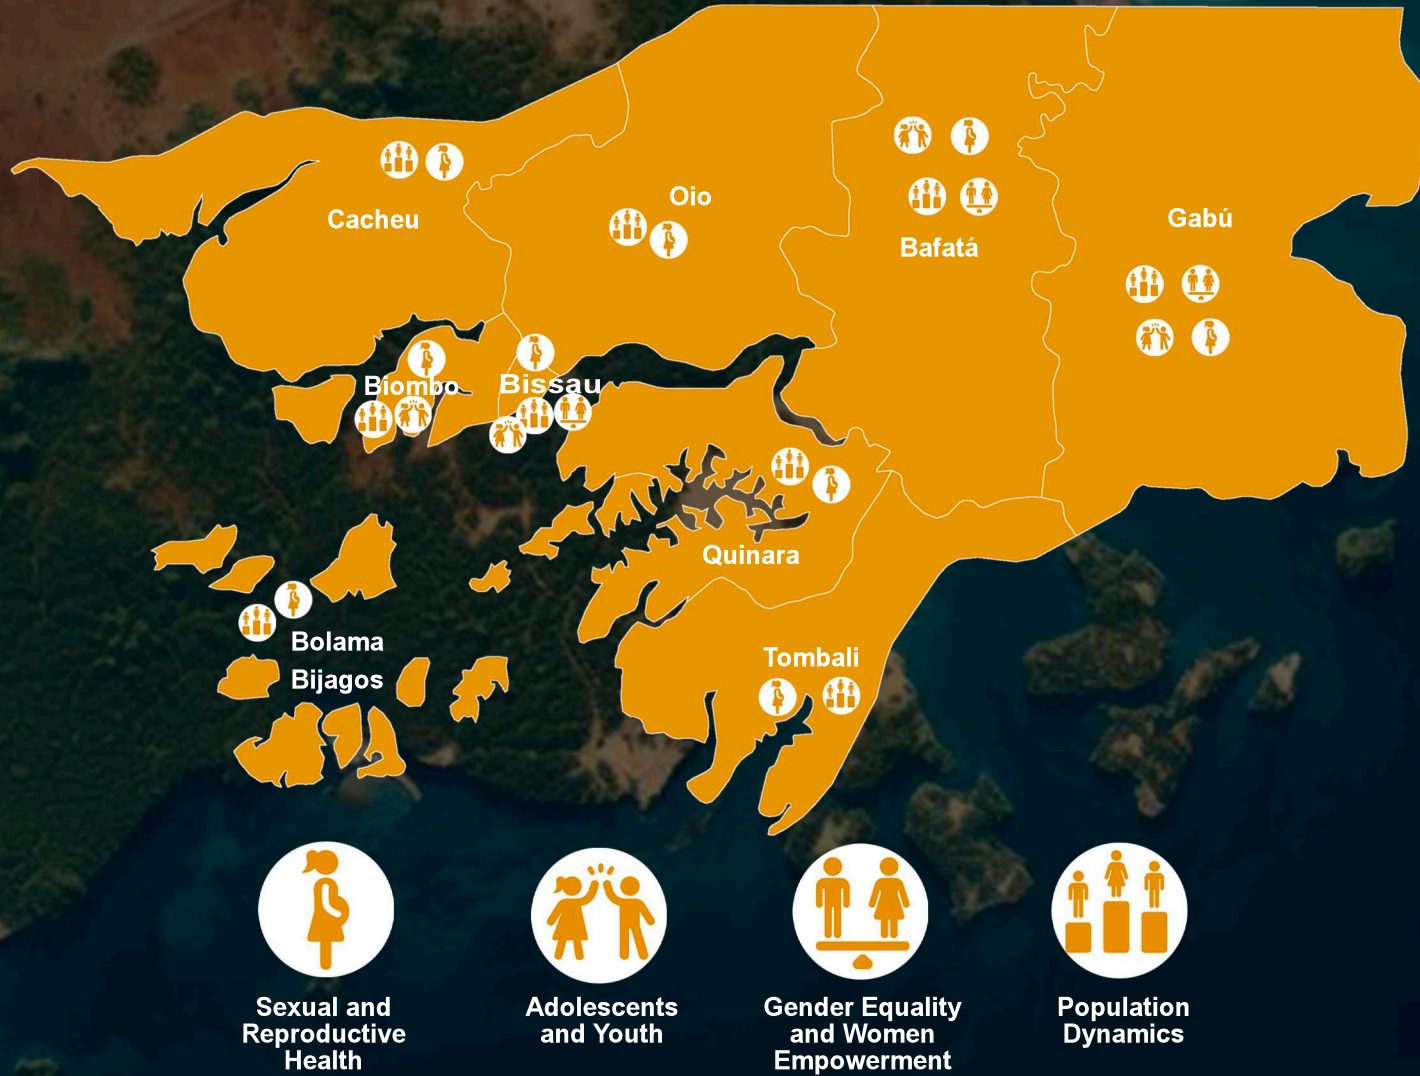 Oio
Cacheu
Gabú
Bafatá
Biombo
Bissau
Quinara
Bolama
Bijagos
Tombali
Sexual and
Reproductive
Health
Adolescents
and Youth
Gender Equality
and Women
Empowerment
Population
Dynamics